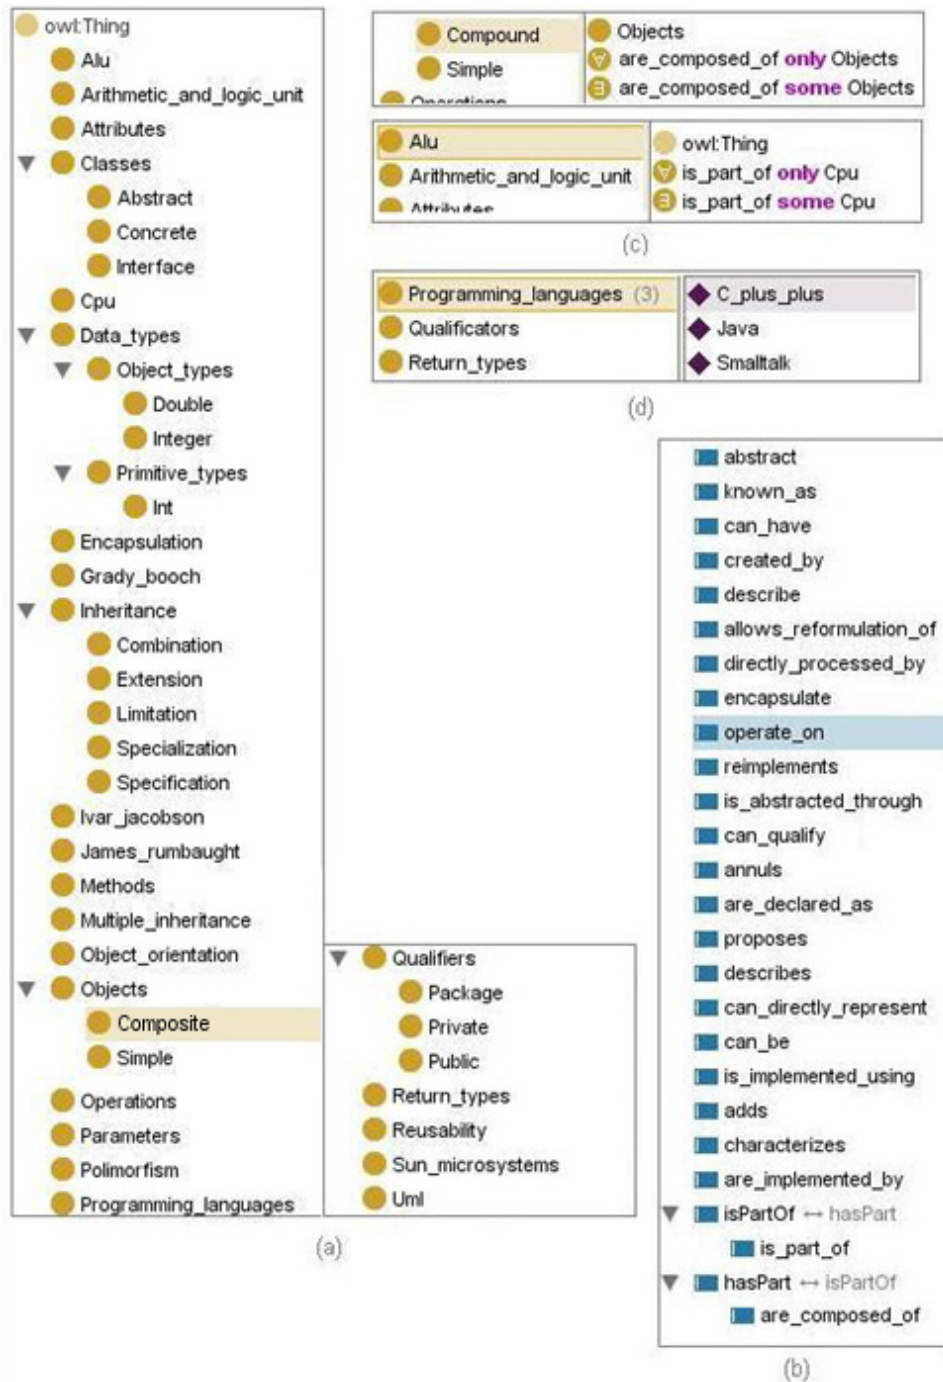 owl:Thing
Alu
Arithmetic_and_logic_unit
Attributes
Classes
Abstract
Concrete
Interface
Cpu
Data_types
Object_types
Double
Integer
Primitive_types
Int
Encapsulation
Grady_booch
Inheritance
Combination
Extension
Limitation
Specialization
Specification
Ivar_jacobson
James_rumbaught
Methods
Multiple_inheritance
Object_orientation
Objects
Composite
Simple
Operations
Parameters
Polimorfism
Programming_languages
Qualifiers
Package
Private
Public
Return_types
Reusability
Sun_microsystems
Uml
(a)
Compound
Simple
Operations
Objects
∀ are_composed_of only Objects
∃ are_composed_of some Objects
Alu
Arithmetic_and_logic_unit
Attributes
owl:Thing
∀ is_part_of only Cpu
∃ is_part_of some Cpu
(c)
Programming_languages (3)
Qualificators
Return_types
C_plus_plus
Java
Smalltalk
(d)
abstract
known_as
can_have
created_by
describe
allows_reformulation_of
directly_processed_by
encapsulate
operate_on
reimplements
is_abstracted_through
can_qualify
annuls
are_declared_as
proposes
describes
can_directly_represent
can_be
is_implemented_using
adds
characterizes
are_implemented_by
isPartOf ↔ hasPart
is_part_of
hasPart ↔ isPartOf
are_composed_of
(b)